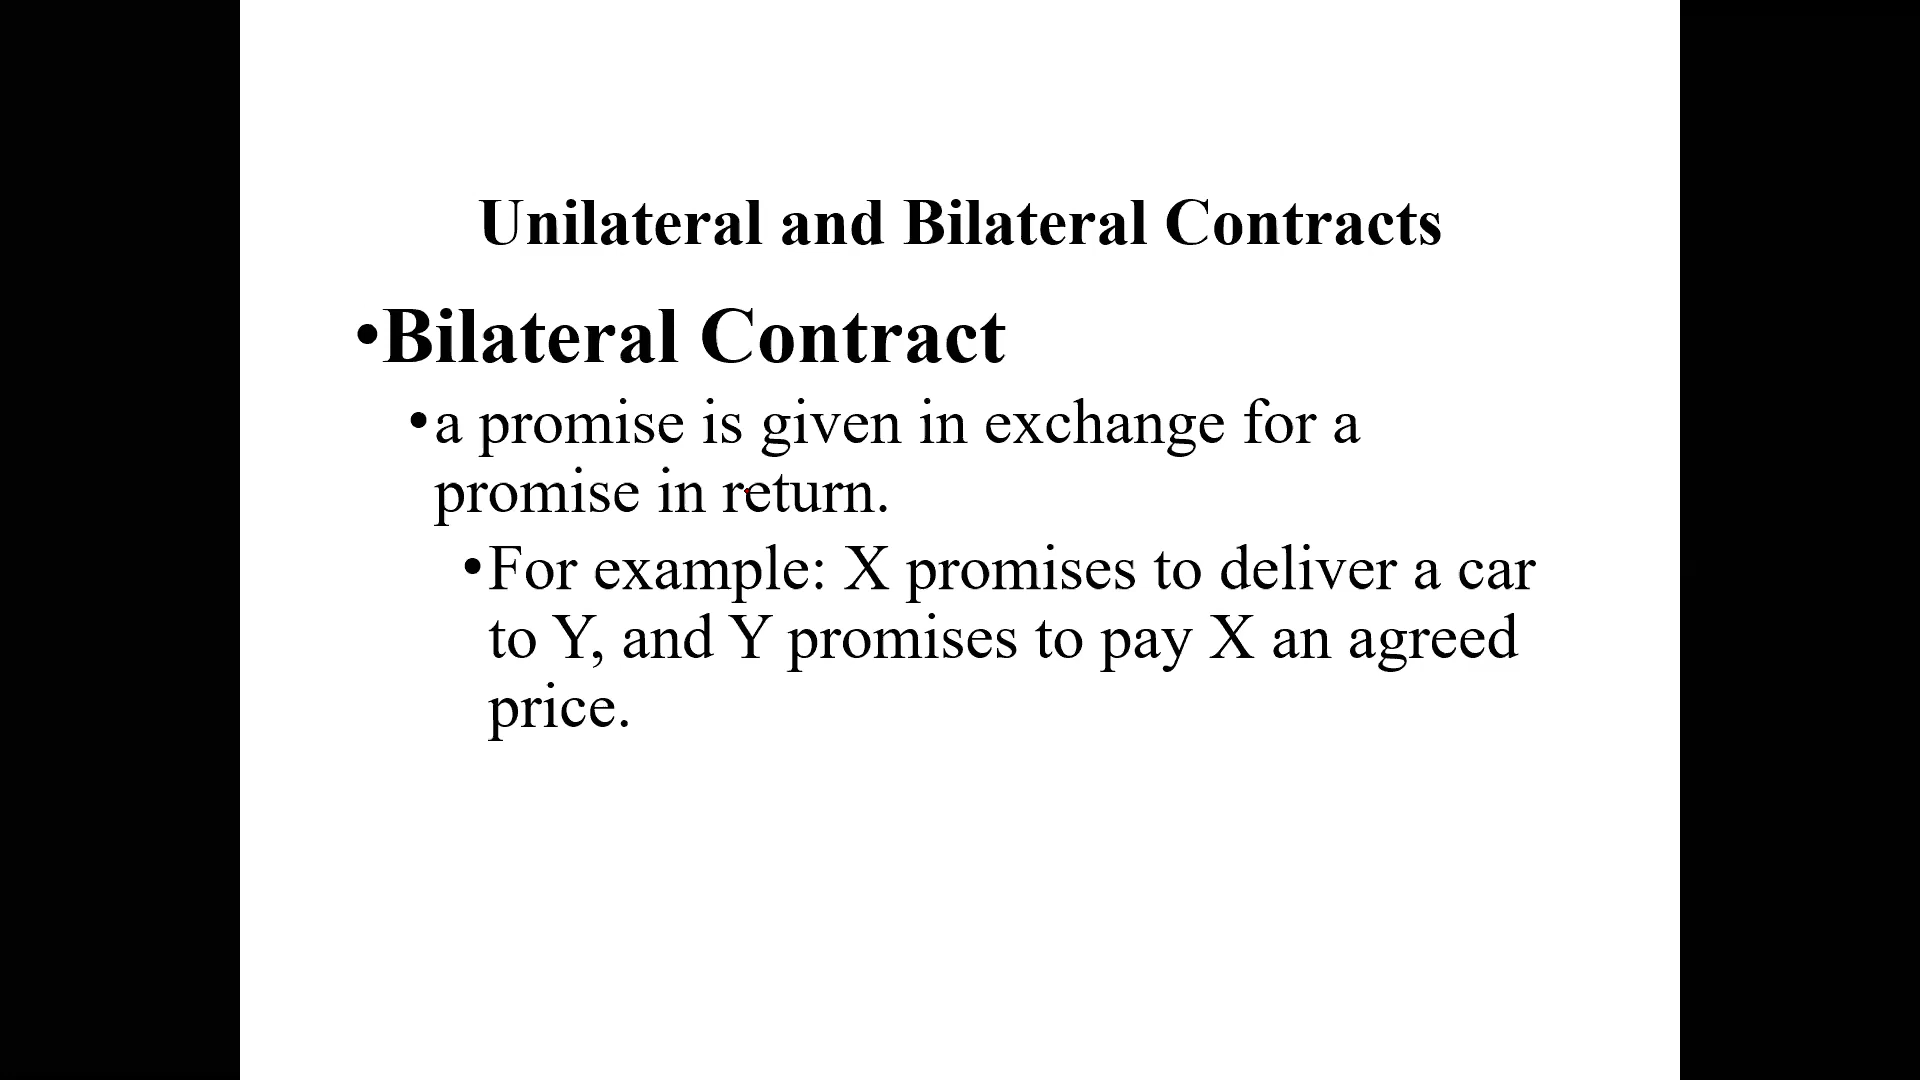 Unilateral and Bilateral Contracts
•Bilateral Contract
•a promise is given in exchange for a
promise in return.
•For example: X promises to deliver a car
to Y, and Y promises to pay X an agreed
price.